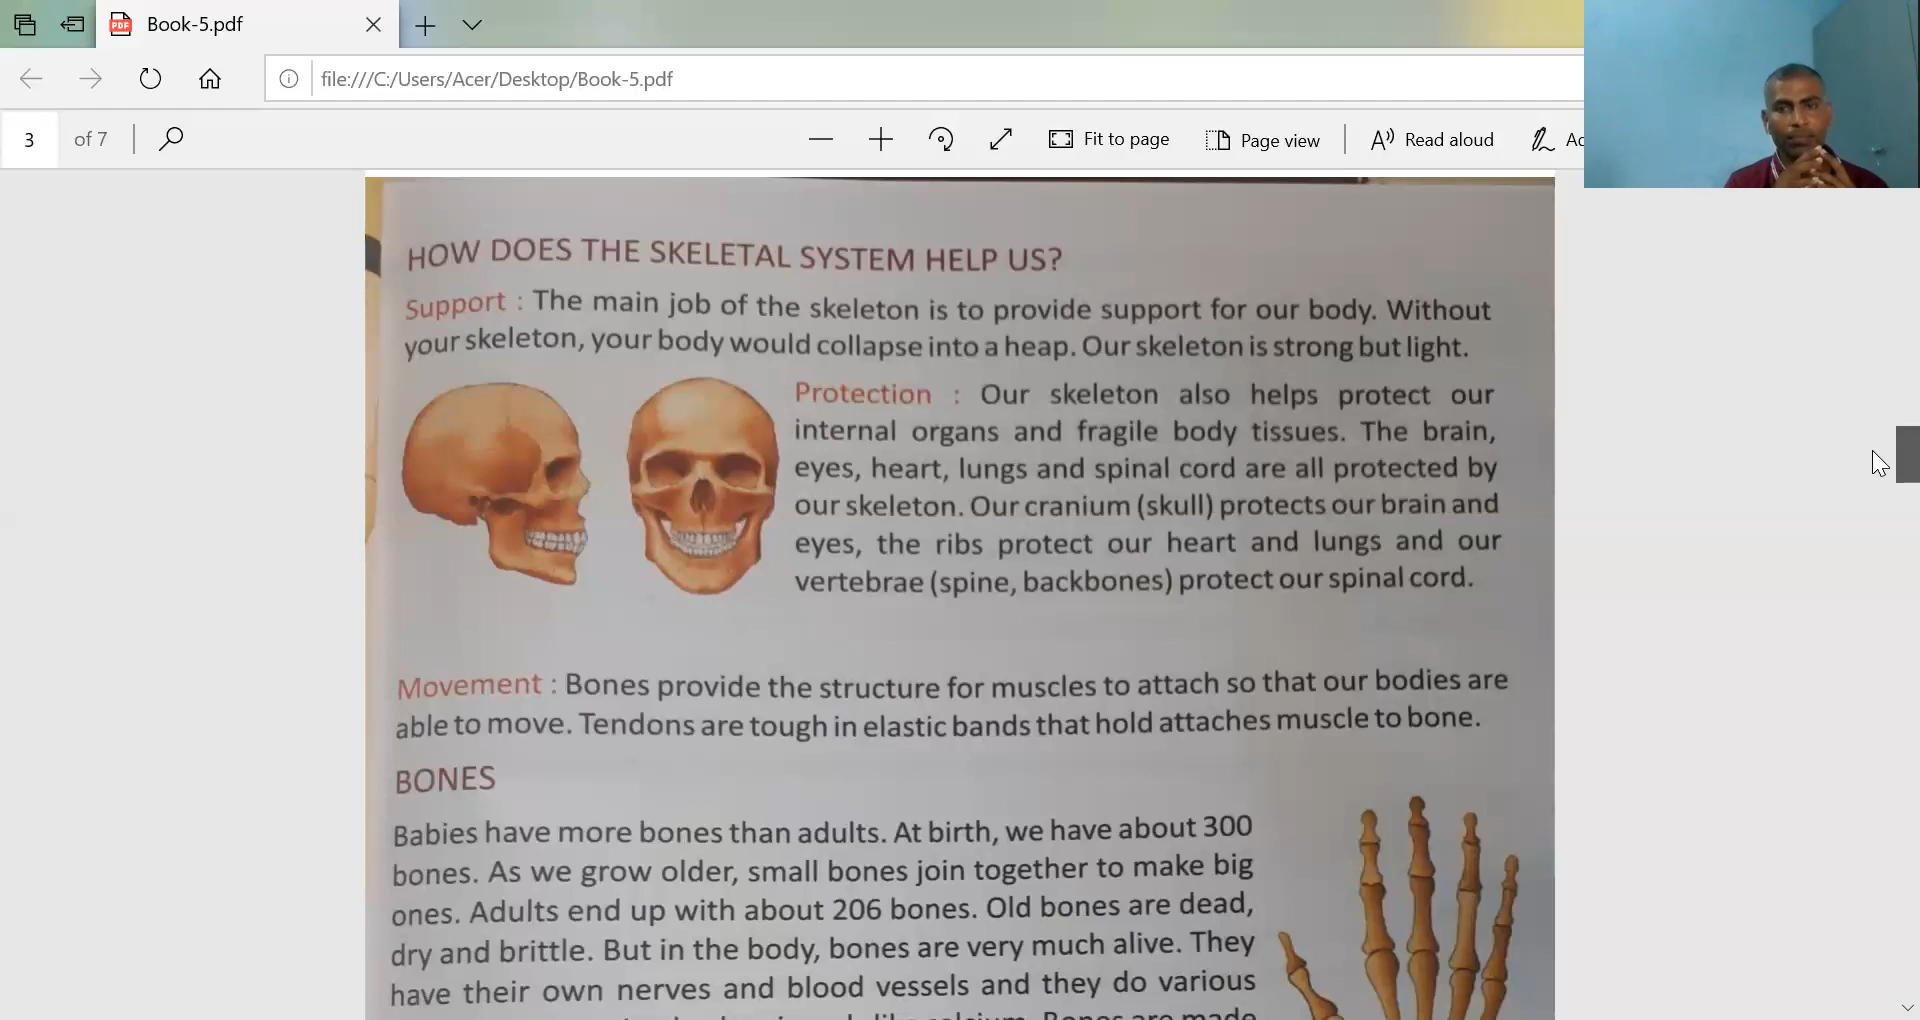 Book-5.pdf
file:///C:/Users/Acer/Desktop/Book-5.pdf
3 of 7
Fit to page
Page view
Read aloud
HOW DOES THE SKELETAL SYSTEM HELP US?
Support : The main job of the skeleton is to provide support for our body. Without
your skeleton, your body would collapse into a heap. Our skeleton is strong but light.
Protection : Our skeleton also helps protect our
internal organs and fragile body tissues. The brain,
eyes, heart, lungs and spinal cord are all protected by
our skeleton. Our cranium (skull) protects our brain and
eyes, the ribs protect our heart and lungs and our
vertebrae (spine, backbones) protect our spinal cord.
Movement : Bones provide the structure for muscles to attach so that our bodies are
able to move. Tendons are tough in elastic bands that hold attaches muscle to bone.
BONES
Babies have more bones than adults. At birth, we have about 300
bones. As we grow older, small bones join together to make big
ones. Adults end up with about 206 bones. Old bones are dead,
dry and brittle. But in the body, bones are very much alive. They
have their own nerves and blood vessels and they do various
like calcium. Bones are made